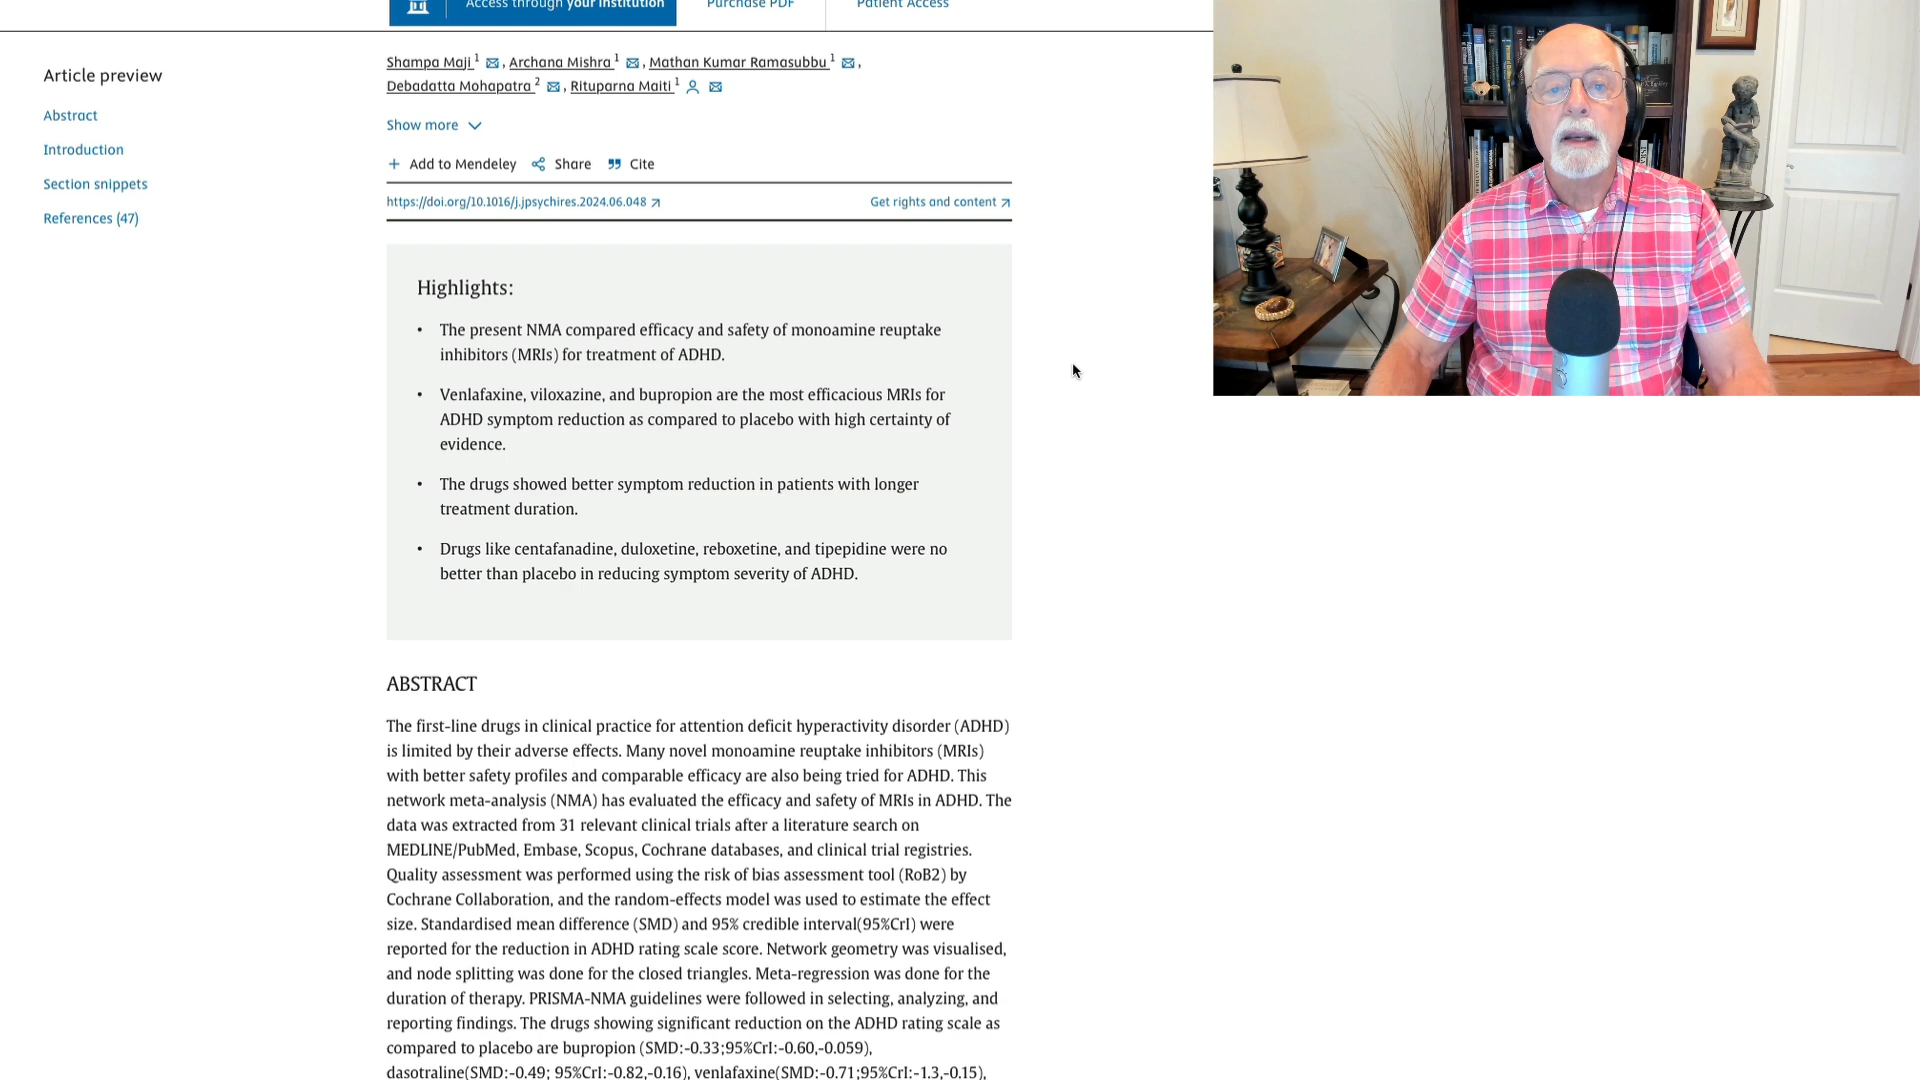 Access through your institution
Purchase PDF
Patient Access
Article preview
Abstract
Introduction
Section snippets
References (47)
Shampa Maji 1 , Archana Mishra 1 , Mathan Kumar Ramasubbu 1 ,
Debadatta Mohapatra 2 , Rituparna Maiti 1
Show more
+ Add to Mendeley Share Cite
https://doi.org/10.1016/j.jpsychires.2024.06.048
Get rights and content
Highlights:
• The present NMA compared efficacy and safety of monoamine reuptake
inhibitors (MRIs) for treatment of ADHD.
• Venlafaxine, viloxazine, and bupropion are the most efficacious MRIs for
ADHD symptom reduction as compared to placebo with high certainty of
evidence.
• The drugs showed better symptom reduction in patients with longer
treatment duration.
• Drugs like centafanadine, duloxetine, reboxetine, and tipepidine were no
better than placebo in reducing symptom severity of ADHD.
ABSTRACT
The first-line drugs in clinical practice for attention deficit hyperactivity disorder (ADHD)
is limited by their adverse effects. Many novel monoamine reuptake inhibitors (MRIs)
with better safety profiles and comparable efficacy are also being tried for ADHD. This
network meta-analysis (NMA) has evaluated the efficacy and safety of MRIs in ADHD. The
data was extracted from 31 relevant clinical trials after a literature search on
MEDLINE/PubMed, Embase, Scopus, Cochrane databases, and clinical trial registries.
Quality assessment was performed using the risk of bias assessment tool (RoB2) by
Cochrane Collaboration, and the random-effects model was used to estimate the effect
size. Standardised mean difference (SMD) and 95% credible interval(95%CrI) were
reported for the reduction in ADHD rating scale score. Network geometry was visualised,
and node splitting was done for the closed triangles. Meta-regression was done for the
duration of therapy. PRISMA-NMA guidelines were followed in selecting, analyzing, and
reporting findings. The drugs showing significant reduction on the ADHD rating scale as
compared to placebo are bupropion (SMD:-0.33;95%CrI:-0.60,-0.059),
dasotraline(SMD:-0.49; 95%CrI:-0.82,-0.16), venlafaxine(SMD:-0.71;95%CrI:-1.3,-0.15),